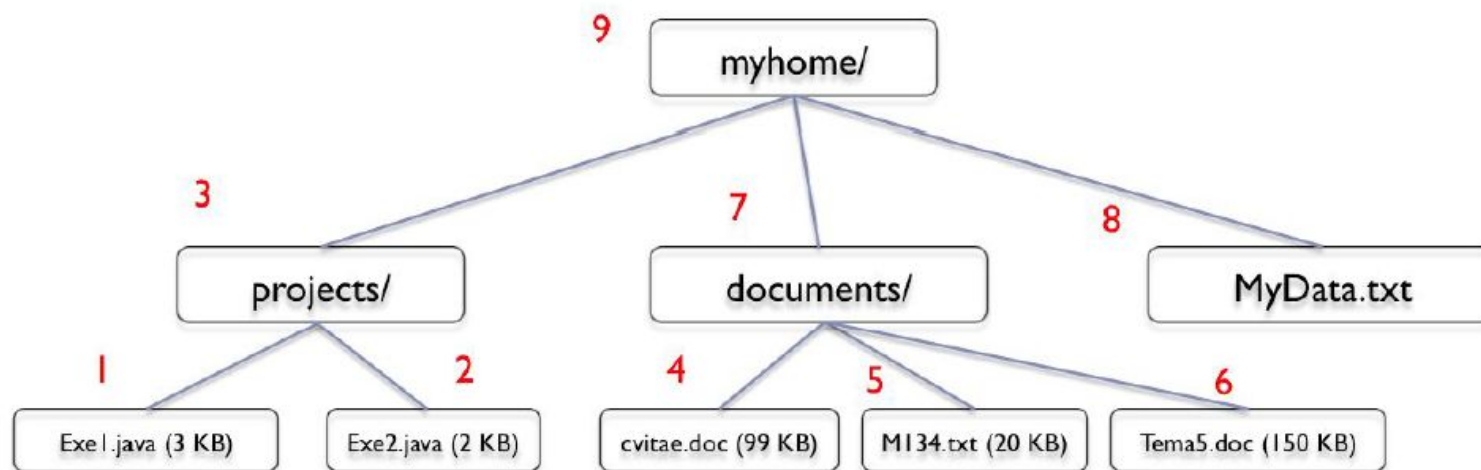 9
myhome/
3
7
8
projects/
documents/
MyData.txt
1
2
4
5
6
Exe1.java (3 KB)
Exe2.java (2 KB)
cvitae.doc (99 KB)
M134.txt (20 KB)
Tema5.doc (150 KB)